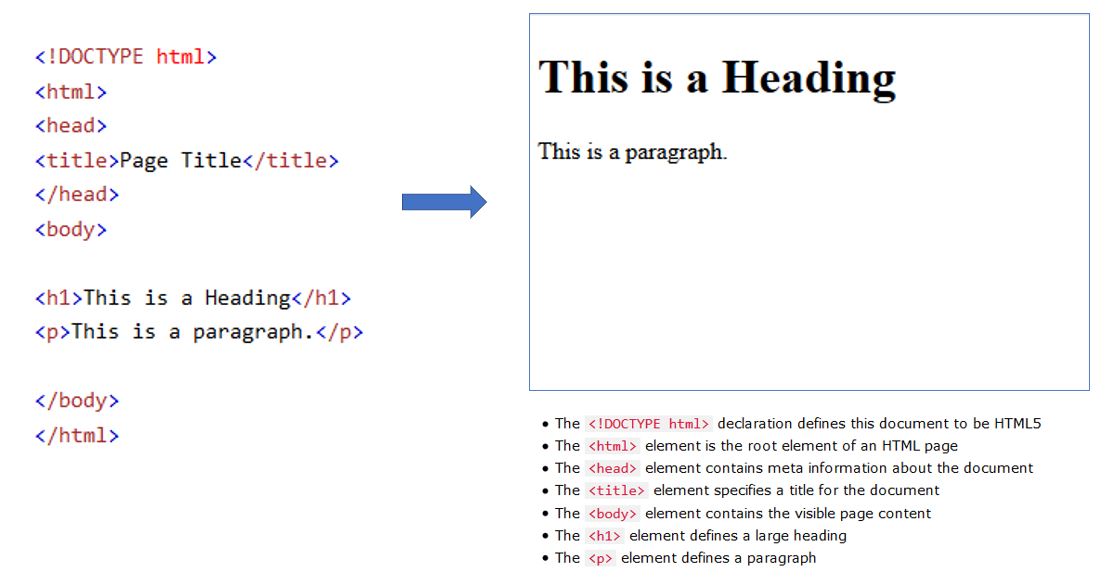 <!DOCTYPE html>
<html>
<head>
<title>Page Title</title>
</head>
<body>
<h1>This is a Heading</h1>
<p>This is a paragraph.</p>
</body>
</html>
This is a Heading
This is a paragraph.
• The <!DOCTYPE html> declaration defines this document to be HTML5
• The <html> element is the root element of an HTML page
• The <head> element contains meta information about the document
• The <title> element specifies a title for the document
• The <body> element contains the visible page content
• The <h1> element defines a large heading
• The <p> element defines a paragraph